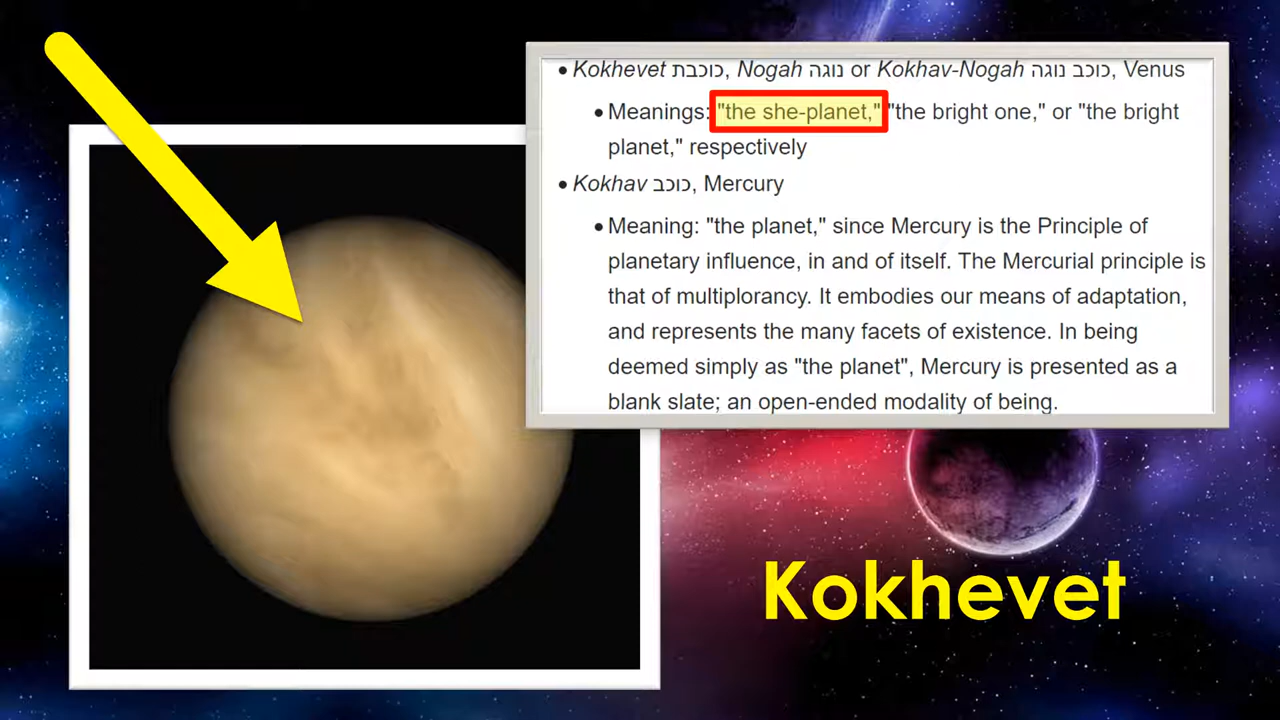 • Kokhevet כוכבת, Nogah נוגה or Kokhav-Nogah כוכב נוגה, Venus
• Meanings: "the she-planet," "the bright one," or "the bright
planet," respectively
• Kokhav כוכב, Mercury
• Meaning: "the planet," since Mercury is the Principle of
planetary influence, in and of itself. The Mercurial principle is
that of multiplorancy. It embodies our means of adaptation,
and represents the many facets of existence. In being
deemed simply as "the planet", Mercury is presented as a
blank slate; an open-ended modality of being.
Kokhevet